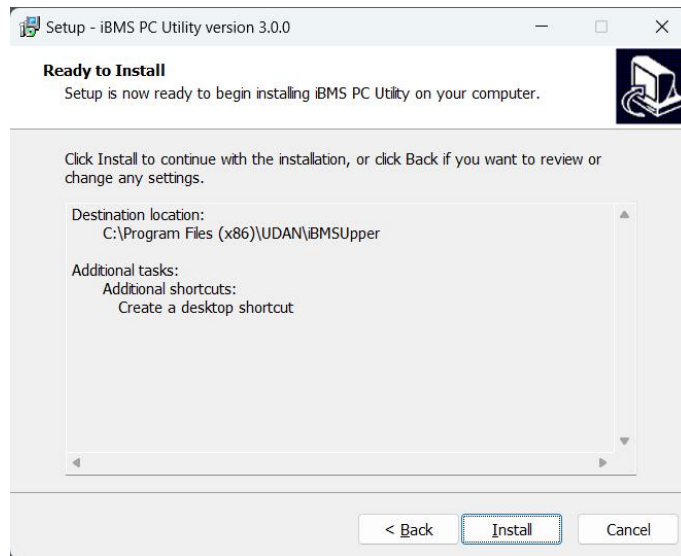 Setup - iBMS PC Utility version 3.0.0
Ready to Install
Setup is now ready to begin installing iBMS PC Utility on your computer.
Click Install to continue with the installation, or click Back if you want to review or
change any settings.
Destination location:
C:\Program Files (x86)\UDAN\iBMSUpper
Additional tasks:
Additional shortcuts:
Create a desktop shortcut
< Back Install Cancel